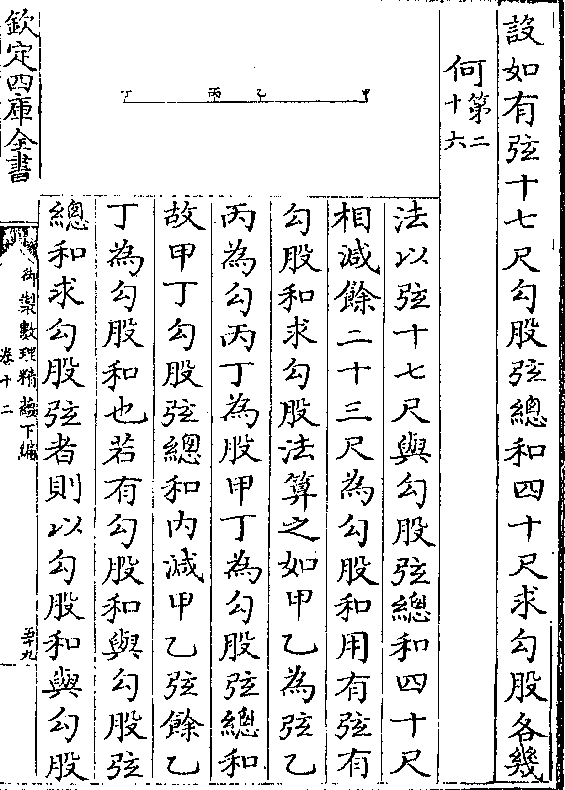 設如有弦十七尺勾股弦總和四十尺求勾股各幾
何第二
十六
丁 丙 乙 甲
法以弦十七尺與勾股弦總和四十尺
相減餘二十三尺為勾股和用有弦有
勾股和求勾股法算之如甲乙為弦乙
丙為勾丙丁為股甲丁為勾股弦總和
故甲丁勾股弦總和内減甲乙弦餘乙
丁為勾股和也若有勾股和與勾股弦
總和求勾股弦者則以勾股和與勾股
欽定四庫全書
御製數理精藴下編
卷十二